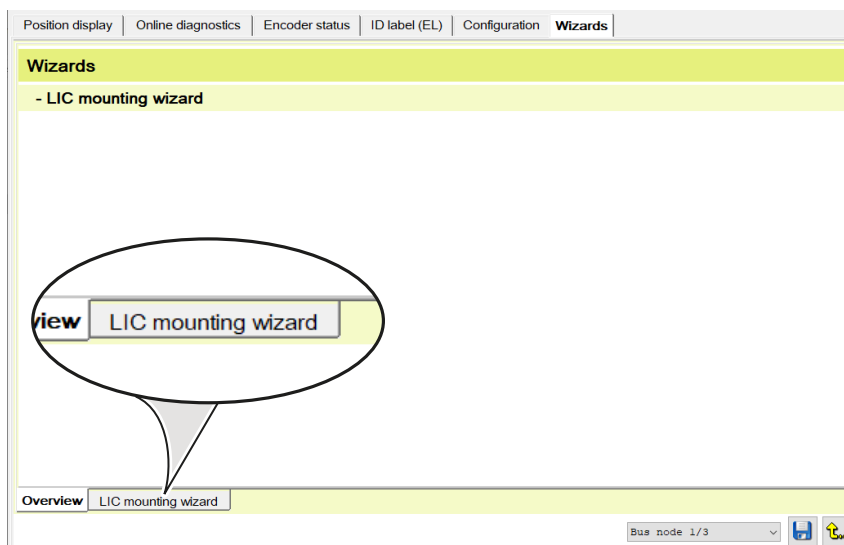 Position display Online diagnostics Encoder status ID label (EL) Configuration Wizards
Wizards
- LIC mounting wizard
view LIC mounting wizard
Overview LIC mounting wizard
Bus node 1/3